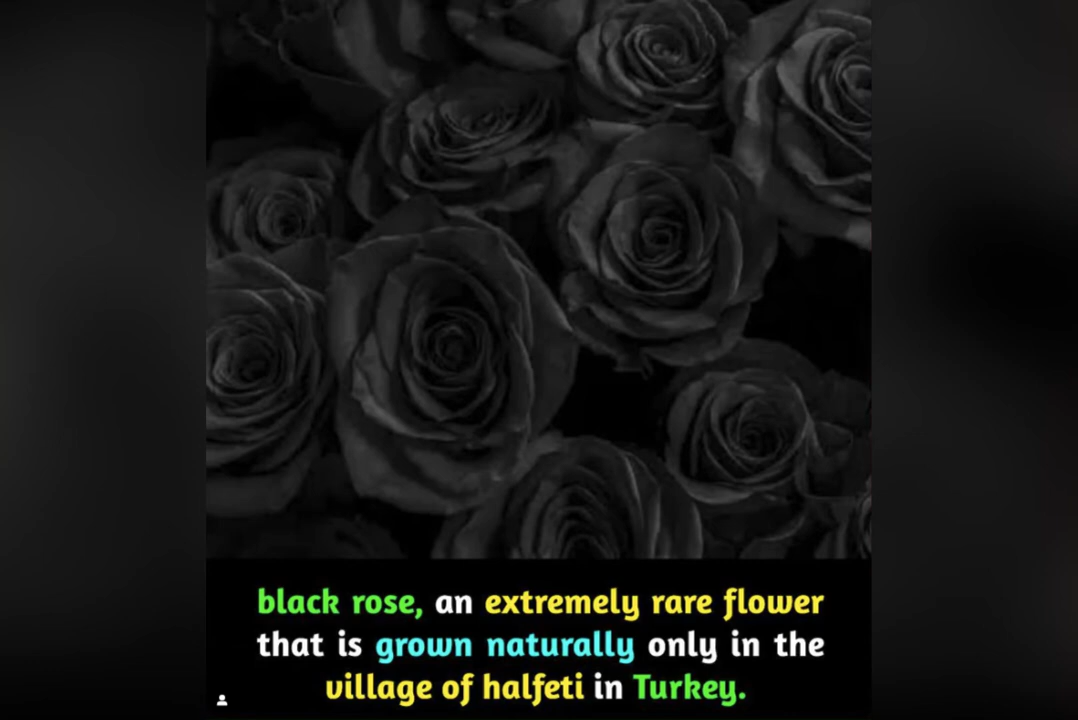 black rose, an extremely rare flower
that is grown naturally only in the
village of halfeti in Turkey.